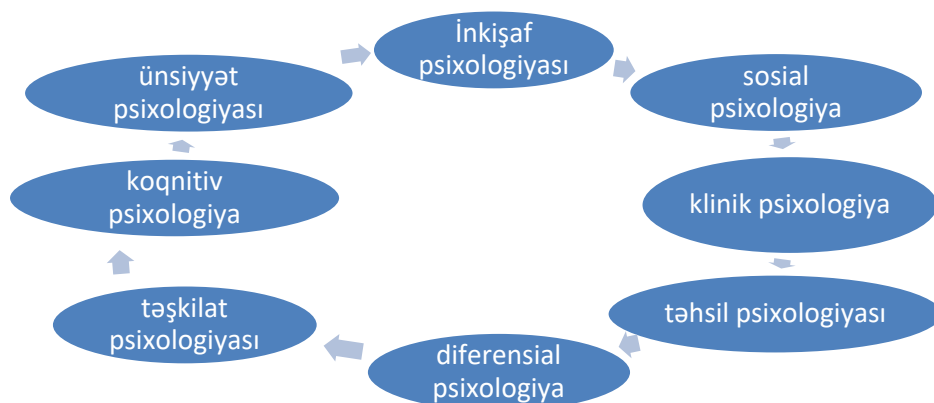 İnkişaf
psixologiyası
sosial
psixologiya
klinik psixologiya
təhsil psixologiyası
diferensial
psixologiya
təşkilat
psixologiyası
koqnitiv
psixologiya
ünsiyyət
psixologiyası